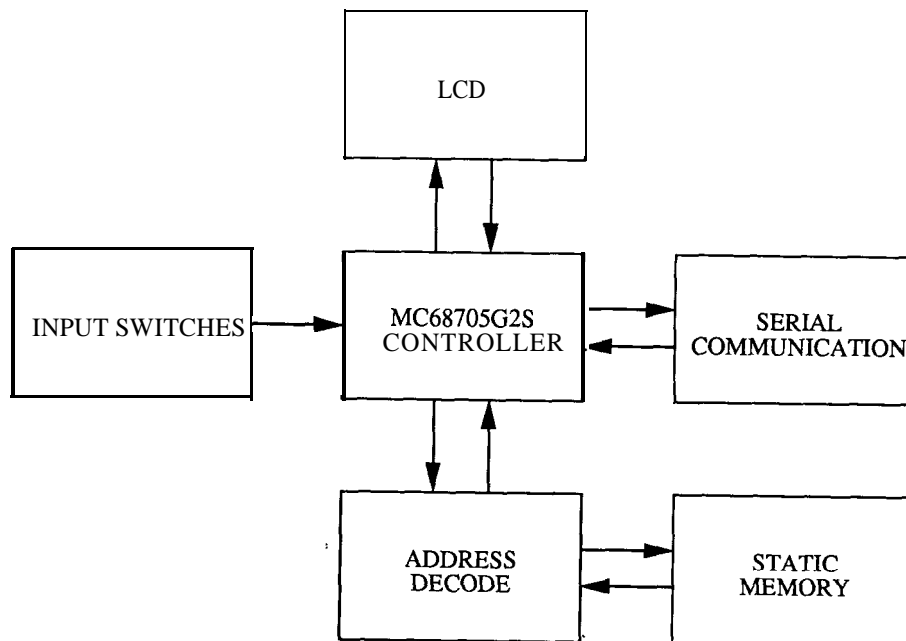 LCD
INPUT SWITCHES
MC68705G2S
CONTROLLER
SERIAL
COMMUNICATION
ADDRESS
DECODE
STATIC
MEMORY